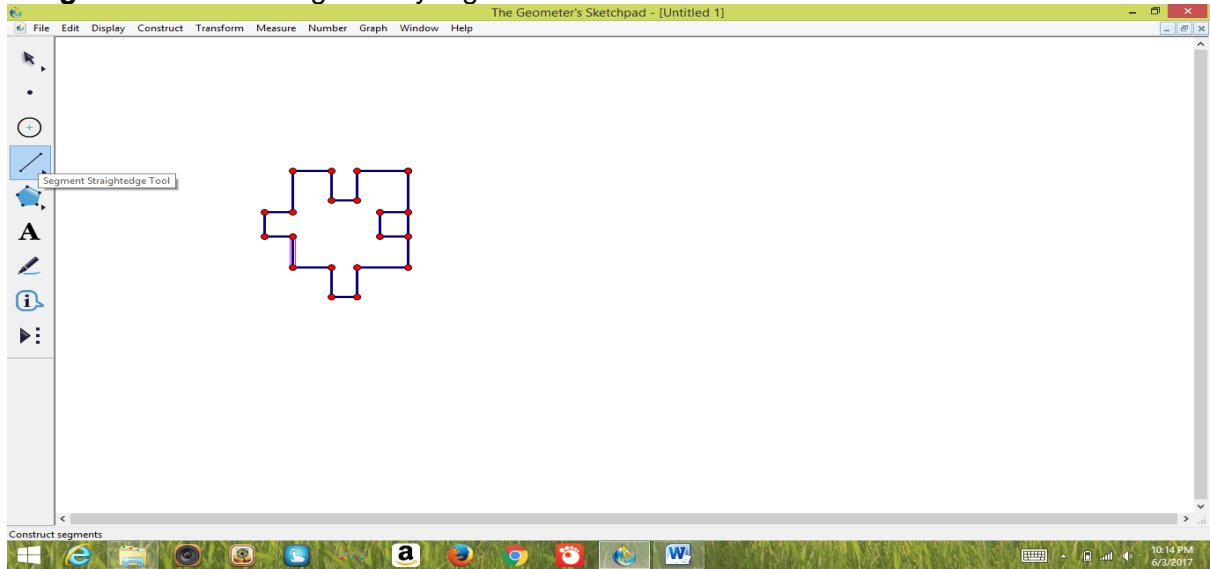 The Geometer's Sketchpad - [Untitled 1]
File Edit Display Construct Transform Measure Number Graph Window Help
Segment Straightedge Tool
A
Construct segments
10:14 PM
6/3/2017